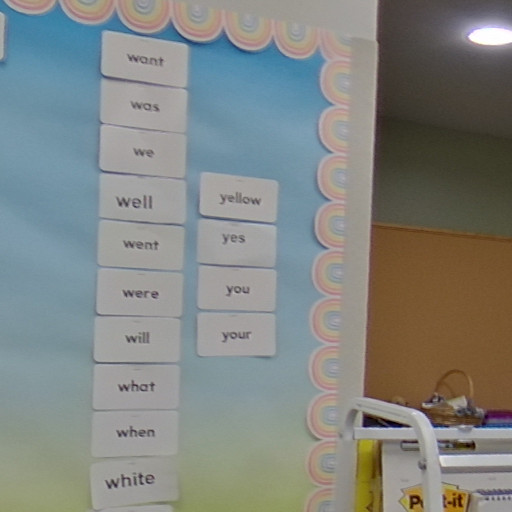 want
was
we
well
went
were
will
what
when
white
yellow
yes
you
your
Post-it